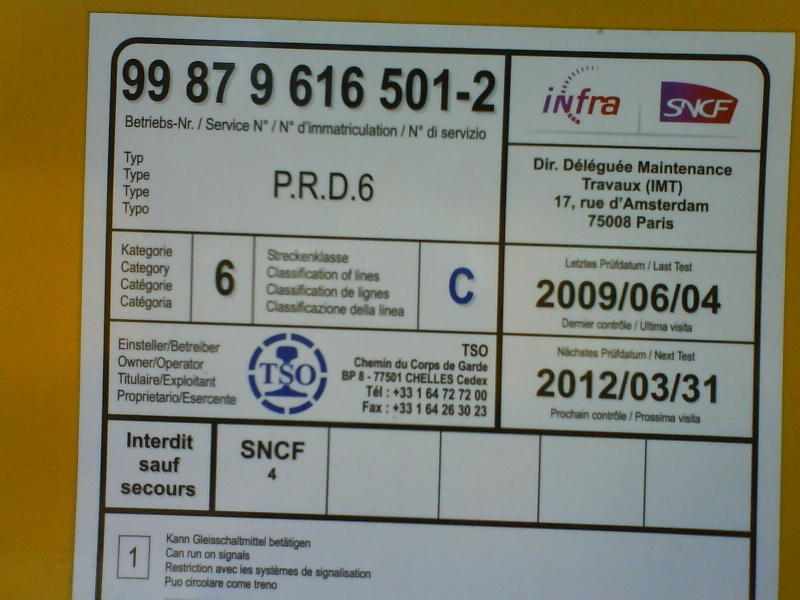 99 87 9 616 501-2
Betriebs-Nr. / Service N° / N° d'immatriculation / N° di servizio
Typ
Type
Type
Typo
P.R.D.6
infra
SNCF
Dir. Déléguée Maintenance
Travaux (IMT)
17, rue d'Amsterdam
75008 Paris
Kategorie
Category
Catégorie
Catégoria
6
Streckenklasse
Classification of lines
Classification de lignes
Classificazione della linea
C
Letztes Prüfdatum / Last Test
2009/06/04
Dernier contrôle / Ultima visita
Einsteller/Betreiber
Owner/Operator
Titulaire/Exploitant
Proprietario/Esercente
TSO
TSO
Chemin du Corps de Garde
BP 8 - 77501 CHELLES Cedex
Tél : +33 1 64 72 72 00
Fax : +33 1 64 26 30 23
Nächstes Prüfdatum / Next Test
2012/03/31
Prochain contrôle / Prossima visita
Interdit
sauf
secours
SNCF
4
1
Kann Gleisschaltmittel betätigen
Can run on signals
Restriction avec les systèmes de signalisation
Puo circolare come treno